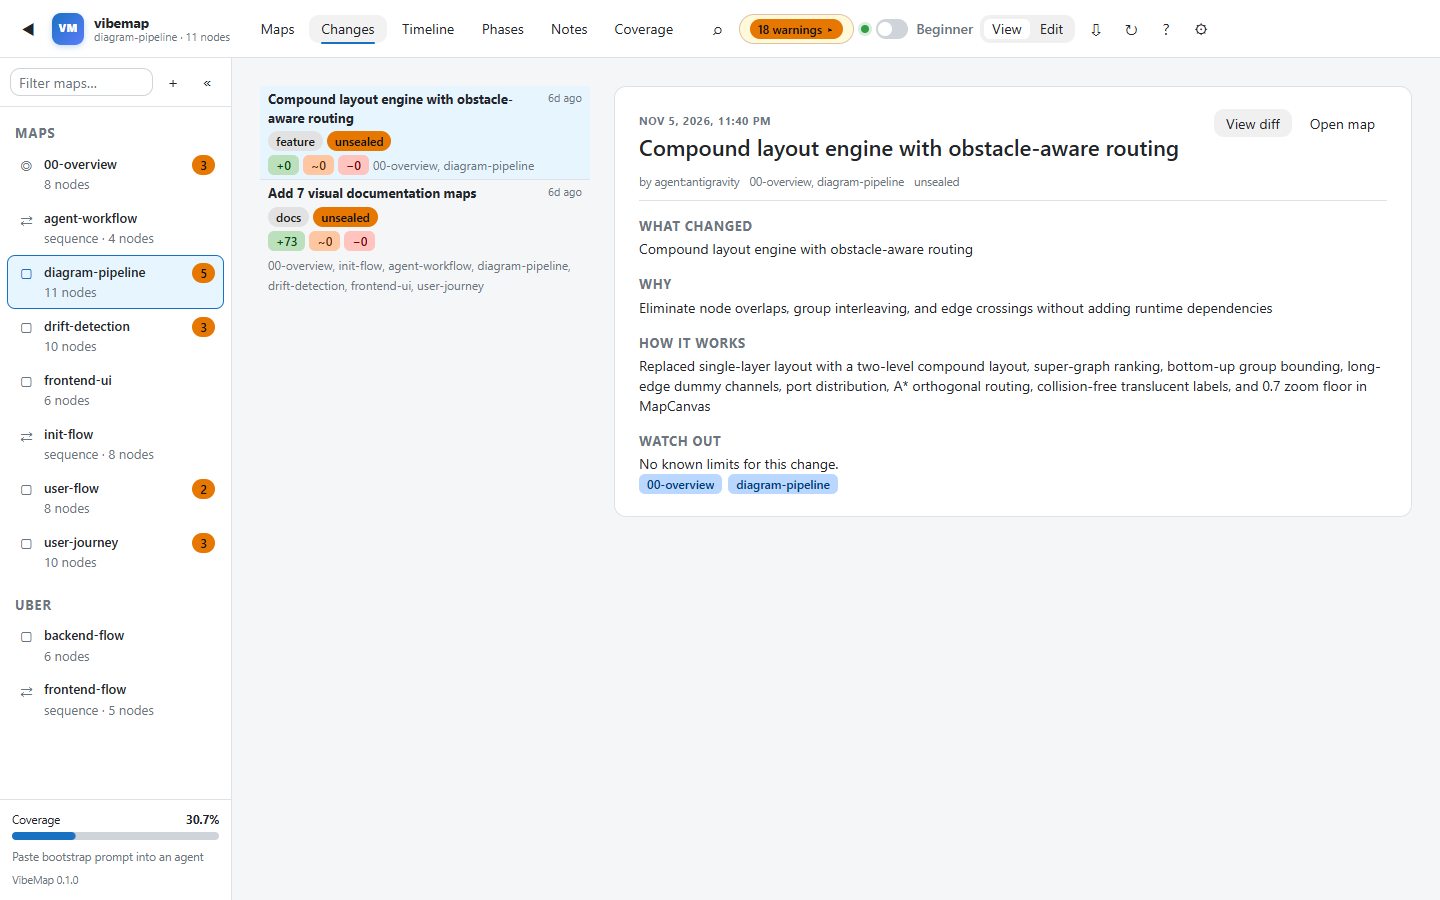 ◀ VM vibemap
diagram-pipeline · 11 nodes
Maps Changes Timeline Phases Notes Coverage
18 warnings ▸ Beginner View Edit ?
Filter maps... + «
MAPS
00-overview 3
8 nodes
agent-workflow
sequence · 4 nodes
diagram-pipeline 5
11 nodes
drift-detection 3
10 nodes
frontend-ui
6 nodes
init-flow
sequence · 8 nodes
user-flow 2
8 nodes
user-journey 3
10 nodes
UBER
backend-flow
6 nodes
frontend-flow
sequence · 5 nodes
Coverage 30.7%
Paste bootstrap prompt into an agent
VibeMap 0.1.0
Compound layout engine with obstacle- 6d ago
aware routing
feature unsealed
+0 ~0 −0 00-overview, diagram-pipeline
Add 7 visual documentation maps 6d ago
docs unsealed
+73 ~0 −0
00-overview, init-flow, agent-workflow, diagram-pipeline,
drift-detection, frontend-ui, user-journey
NOV 5, 2026, 11:40 PM
View diff Open map
Compound layout engine with obstacle-aware routing
by agent:antigravity 00-overview, diagram-pipeline unsealed
WHAT CHANGED
Compound layout engine with obstacle-aware routing
WHY
Eliminate node overlaps, group interleaving, and edge crossings without adding runtime dependencies
HOW IT WORKS
Replaced single-layer layout with a two-level compound layout, super-graph ranking, bottom-up group bounding, long-
edge dummy channels, port distribution, A* orthogonal routing, collision-free translucent labels, and 0.7 zoom floor in
MapCanvas
WATCH OUT
No known limits for this change.
00-overview diagram-pipeline